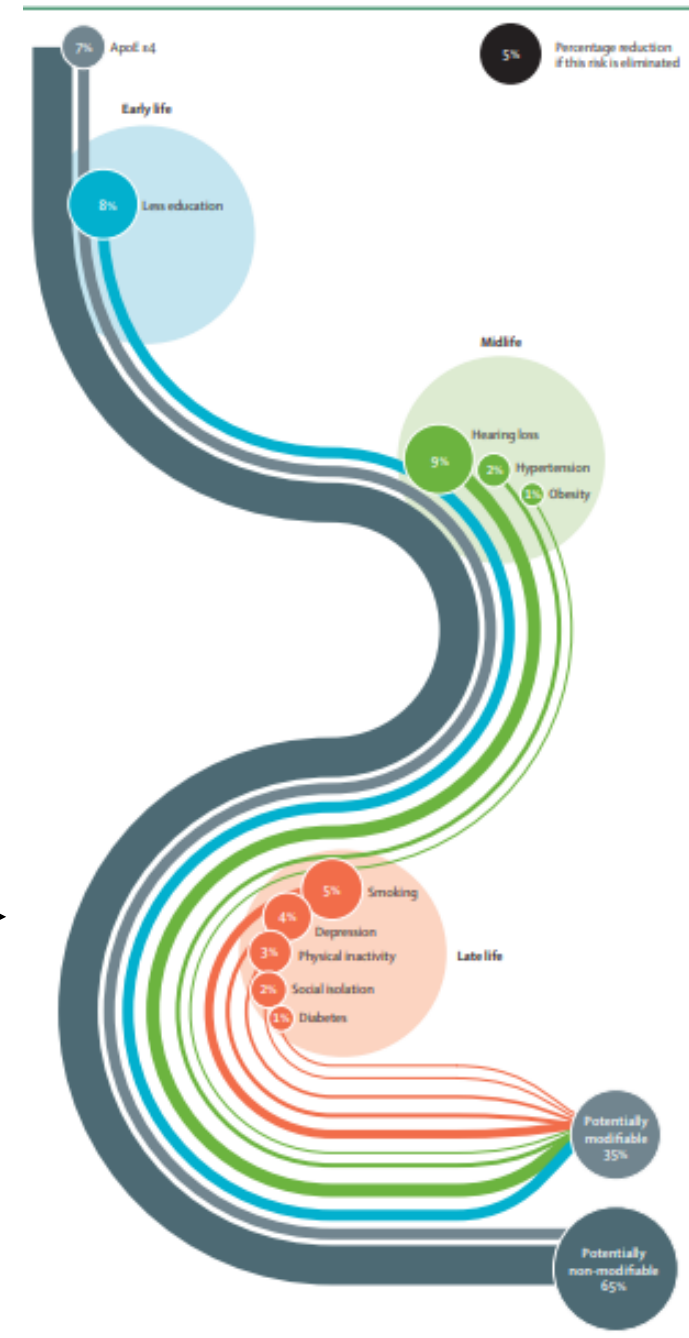 7%
ApoE ε4
5%
Percentage reduction
if this risk is eliminated
Early life
8%
Less education
Midlife
Hearing loss
9%
2%
Hypertension
1%
Obesity
5%
Smoking
4%
Depression
3%
Physical inactivity
Late life
2%
Social isolation
1%
Diabetes
Potentially
modifiable
35%
Potentially
non-modifiable
65%